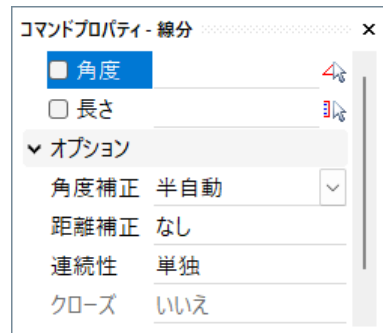 コマンドプロパティ - 線分
角度
長さ
オプション
角度補正 半自動
距離補正 なし
連続性 単独
クローズ いいえ